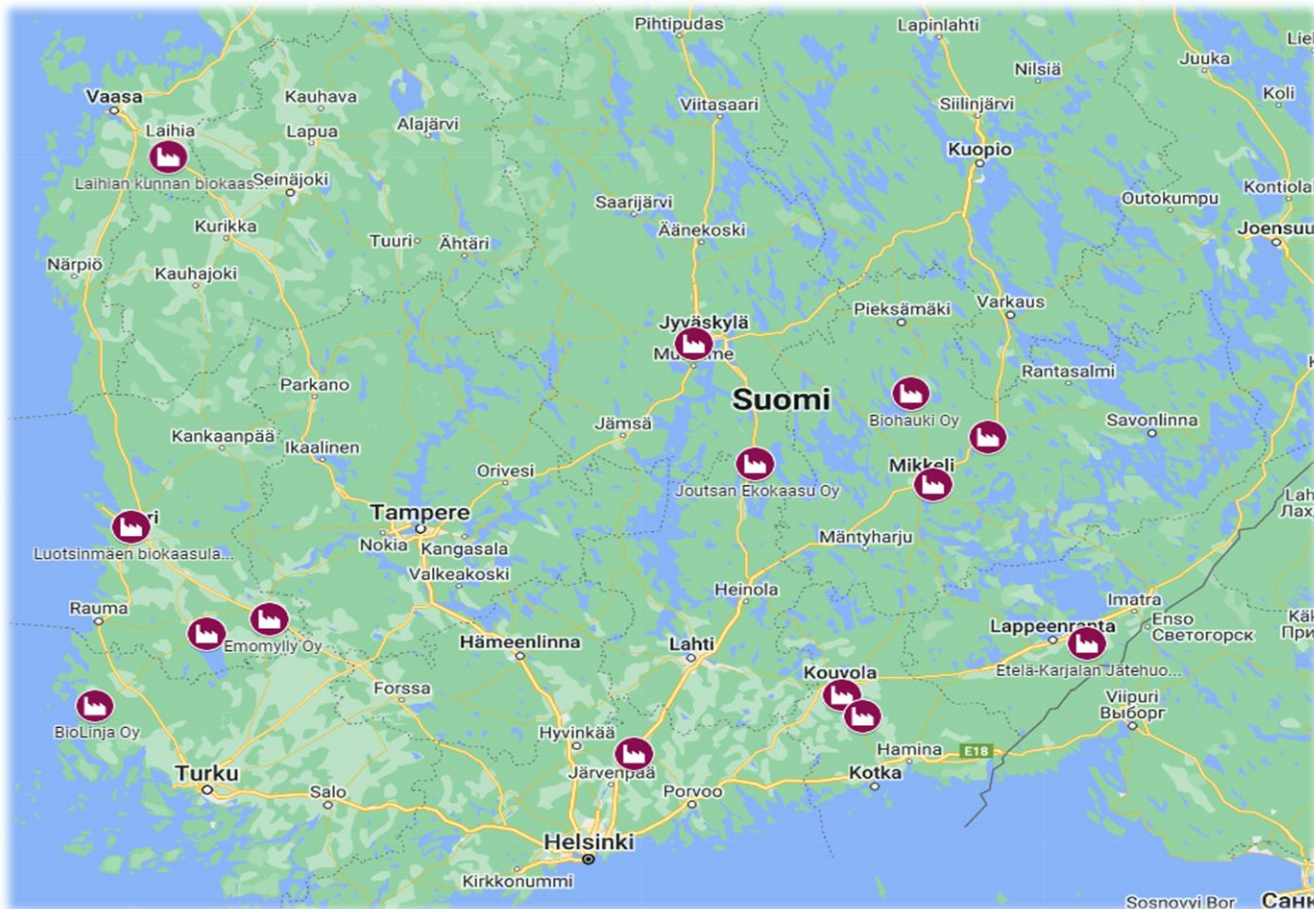 Pihtipudas
Lapinlahti
Juuka
Nilsiä
Koli
Vaasa
Kauhava
Viitasaari
Siilinjärvi
Laihia
Lapua
Alajärvi
Kuopio
Laihian kunnan biokaas...
Seinäjoki
Saarijärvi
Outokumpu
Kurikka
Äänekoski
Tuuri
Ähtäri
Närpiö
Kauhajoki
Varkaus
Pieksämäki
Jyväskylä
Parkano
Rantasalmi
Suomi
Biohauki Oy
Savonlinna
Jämsä
Kankaanpää
Ikaalinen
Orivesi
Mikkeli
Joutsan Ekokaasu Oy
Tampere
Mäntyharju
Luotsinmäen biokaasula...
Nokia
Kangasala
Valkeakoski
Heinola
Rauma
Imatra
Enso
Светогорск
Emomylly Oy
Hämeenlinna
Lahti
Lappeenranta
Etelä-Karjalan Jätehuo...
Kouvola
Forssa
Viipuri
Выборг
BioLinja Oy
Hyvinkää
Hamina
E18
Järvenpää
Turku
Kotka
Salo
Porvoo
Helsinki
Kirkkonummi
Sosnovyi Bor